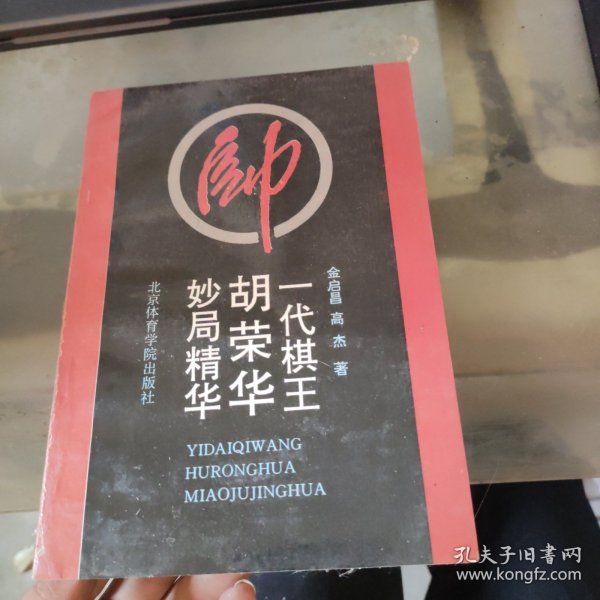 帥
金启昌 高杰 著
一代棋王
胡荣华
妙局精华
北京体育学院出版社
YIDAIQIWANG
HURONGHUA
MIAOJUJINGHUA
孔夫子旧书网
www.kongfz.com